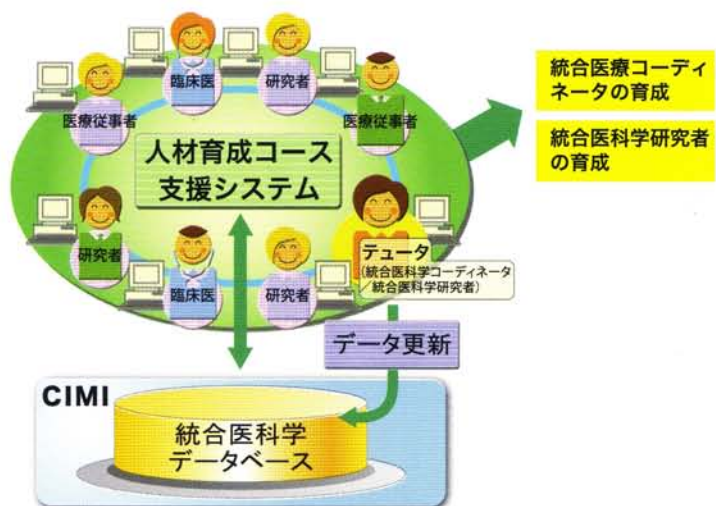 臨床医
研究者
医療従事者
医療従事者
人材育成コース
支援システム
研究者
臨床医
研究者
テュータ
(統合医科学コーディネータ
/統合医科学研究者)
データ更新
CIMI
統合医科学
データベース
統合医療コーディ
ネータの育成
統合医科学研究者
の育成